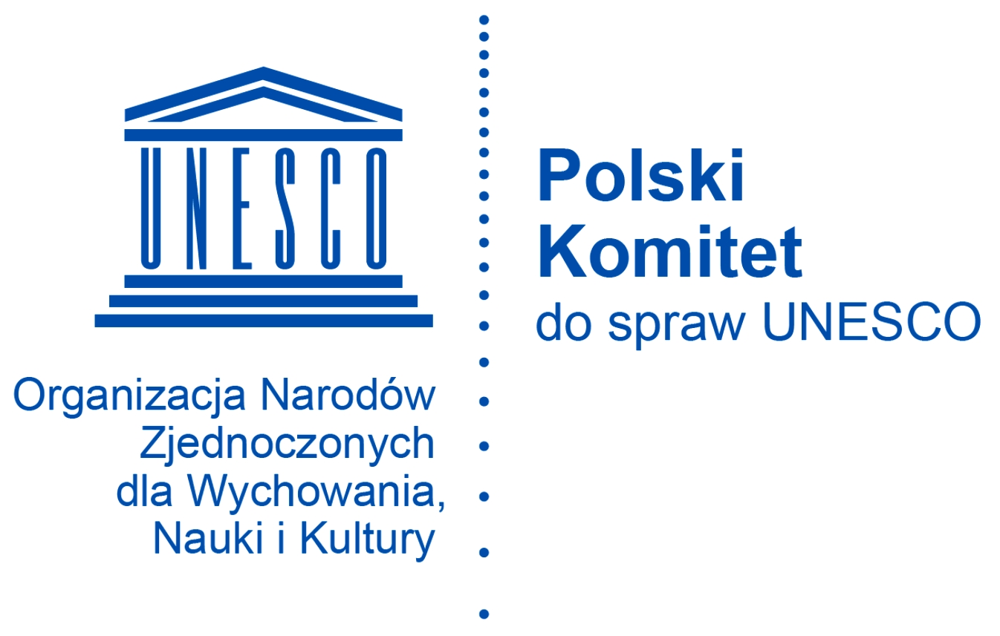 UNESCO
Organizacja Narodów
Zjednoczonych
dla Wychowania,
Nauki i Kultury
Polski
Komitet
do spraw UNESCO